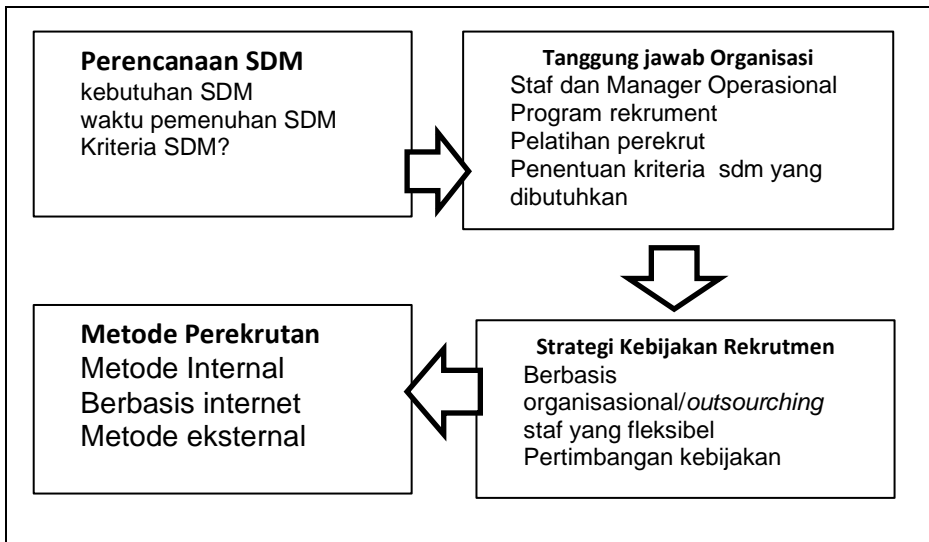 Perencanaan SDM
kebutuhan SDM
waktu pemenuhan SDM
Kriteria SDM?
Tanggung jawab Organisasi
Staf dan Manager Operasional
Program rekrument
Pelatihan perekrut
Penentuan kriteria sdm yang
dibutuhkan
Strategi Kebijakan Rekrutmen
Berbasis
organisasional/outsourching
staf yang fleksibel
Pertimbangan kebijakan
Metode Perekrutan
Metode Internal
Berbasis internet
Metode eksternal